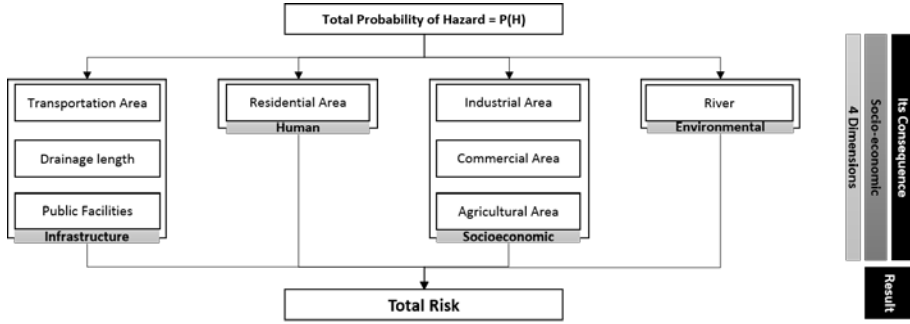 Total Probability of Hazard = P(H)
Transportation Area
Drainage length
Public Facilities
Infrastructure
Residential Area
Human
Industrial Area
Commercial Area
Agricultural Area
Socioeconomic
River
Environmental
Total Risk
4 Dimensions
Socio-economic
Its Consequence
Result